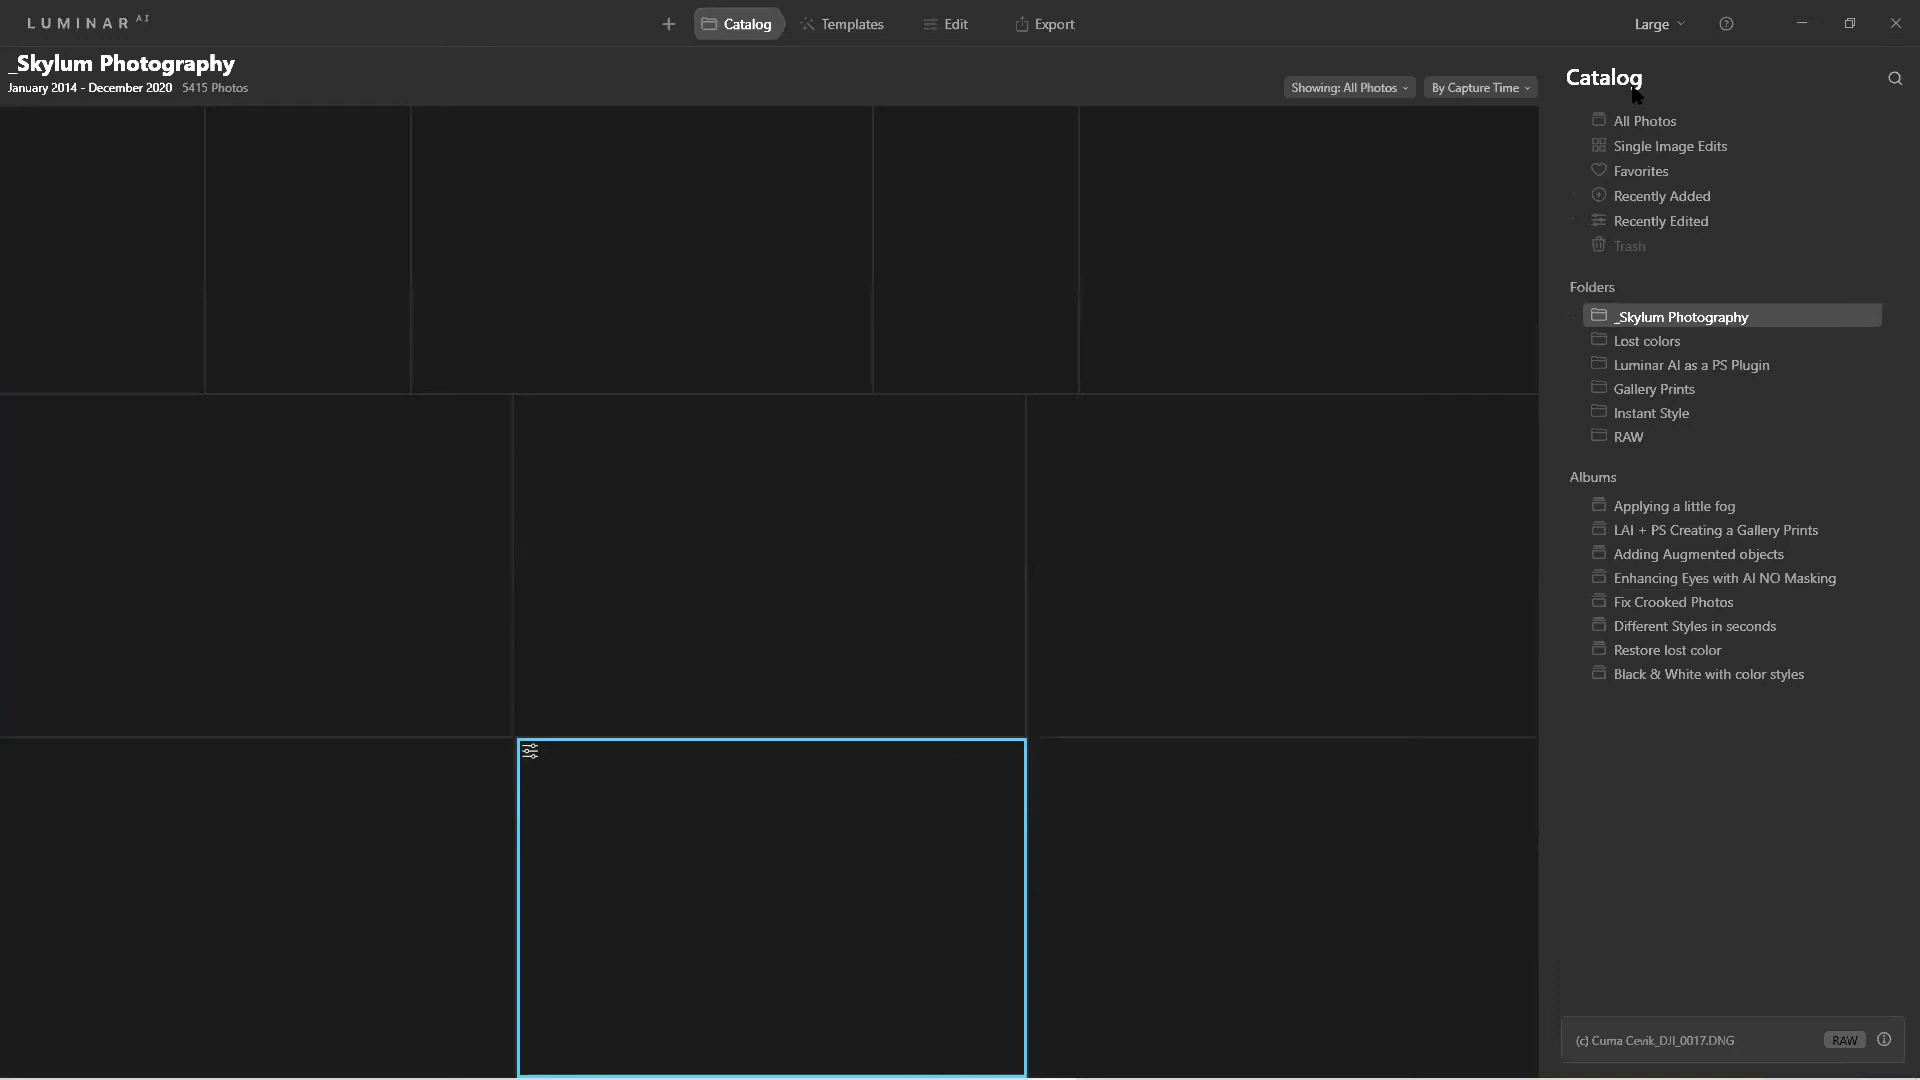 LUMINAR AI
Catalog
Templates
Edit
Export
Large
_Skylum Photography
January 2014 - December 2020 5415 Photos
Showing: All Photos
By Capture Time
Catalog
All Photos
Single Image Edits
Favorites
Recently Added
Recently Edited
Trash
Folders
_Skylum Photography
Lost colors
Luminar AI as a PS Plugin
Gallery Prints
Instant Style
RAW
Albums
Applying a little fog
LAI + PS Creating a Gallery Prints
Adding Augmented objects
Enhancing Eyes with AI NO Masking
Fix Crooked Photos
Different Styles in seconds
Restore lost color
Black & White with color styles
(c) Cuma Cevik_DJI_0017.DNG RAW